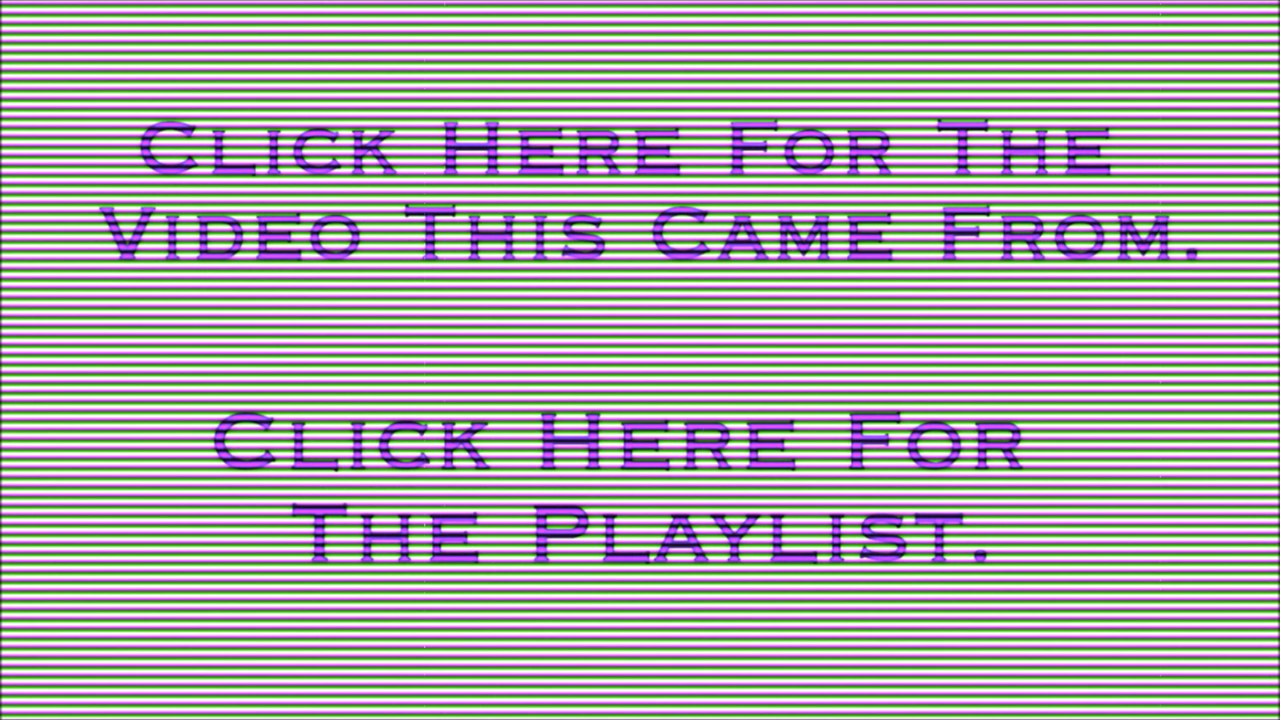 Click Here For The
Video This Came From.
Click Here For
The Playlist.